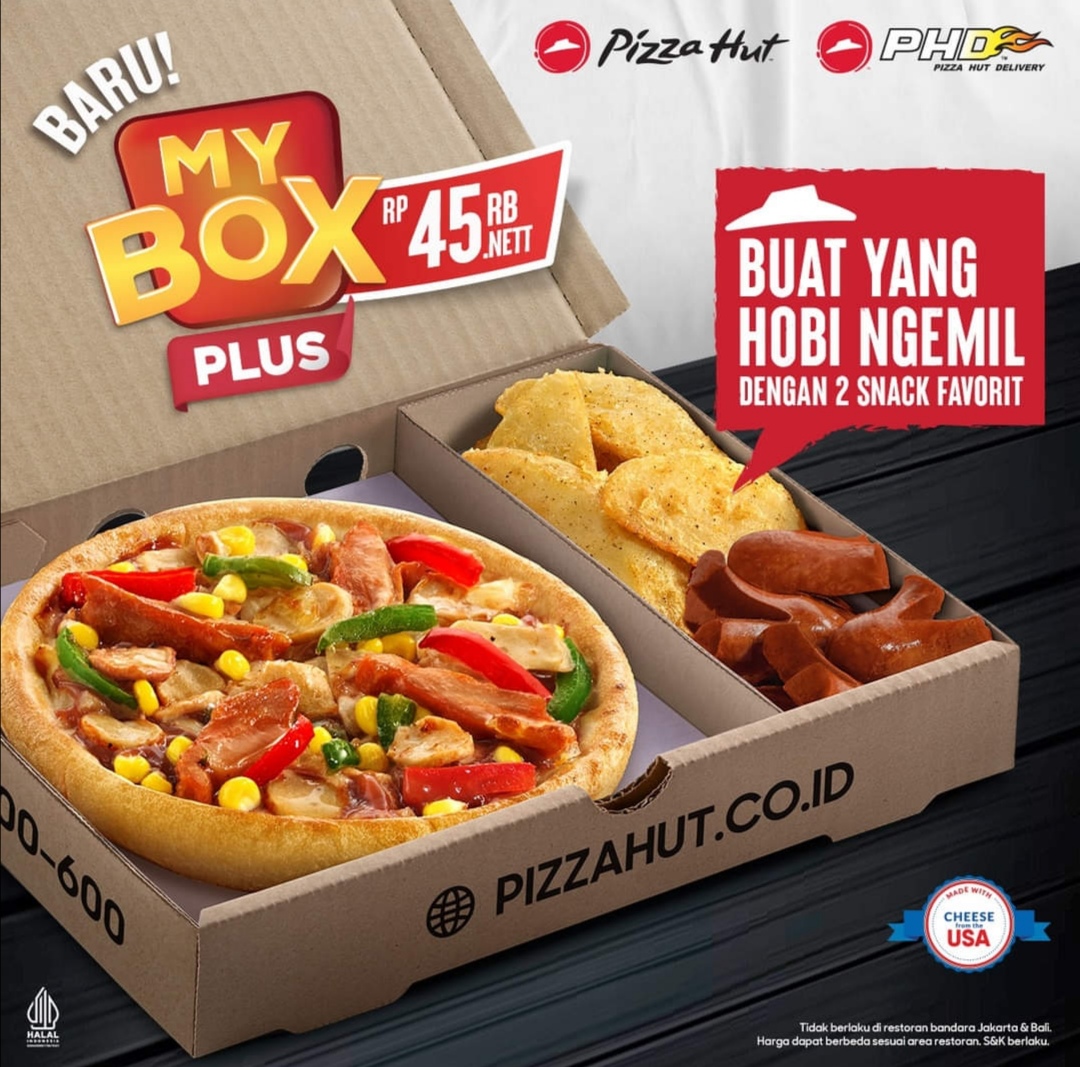 BARU!
MY
BOX
RP 45 RB
.NETT
PLUS
Pizza Hut
PHD
PIZZA HUT DELIVERY
BUAT YANG
HOBI NGEMIL
DENGAN 2 SNACK FAVORIT
00-600
PIZZAHUT.CO.ID
MADE WITH
CHEESE
from the
USA
HALAL
INDONESIA
Tidak berlaku di restoran bandara Jakarta & Bali.
Harga dapat berbeda sesuai area restoran. S&K berlaku.